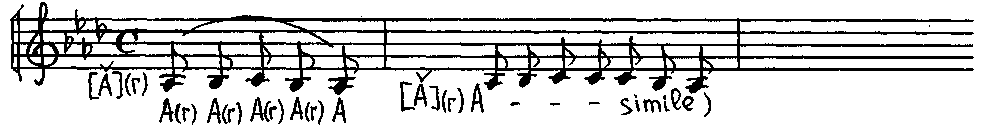 [Ǎ](r)
A(r) A(r) A(r) A(r) A
[Ǎ](r) A - - - simile)